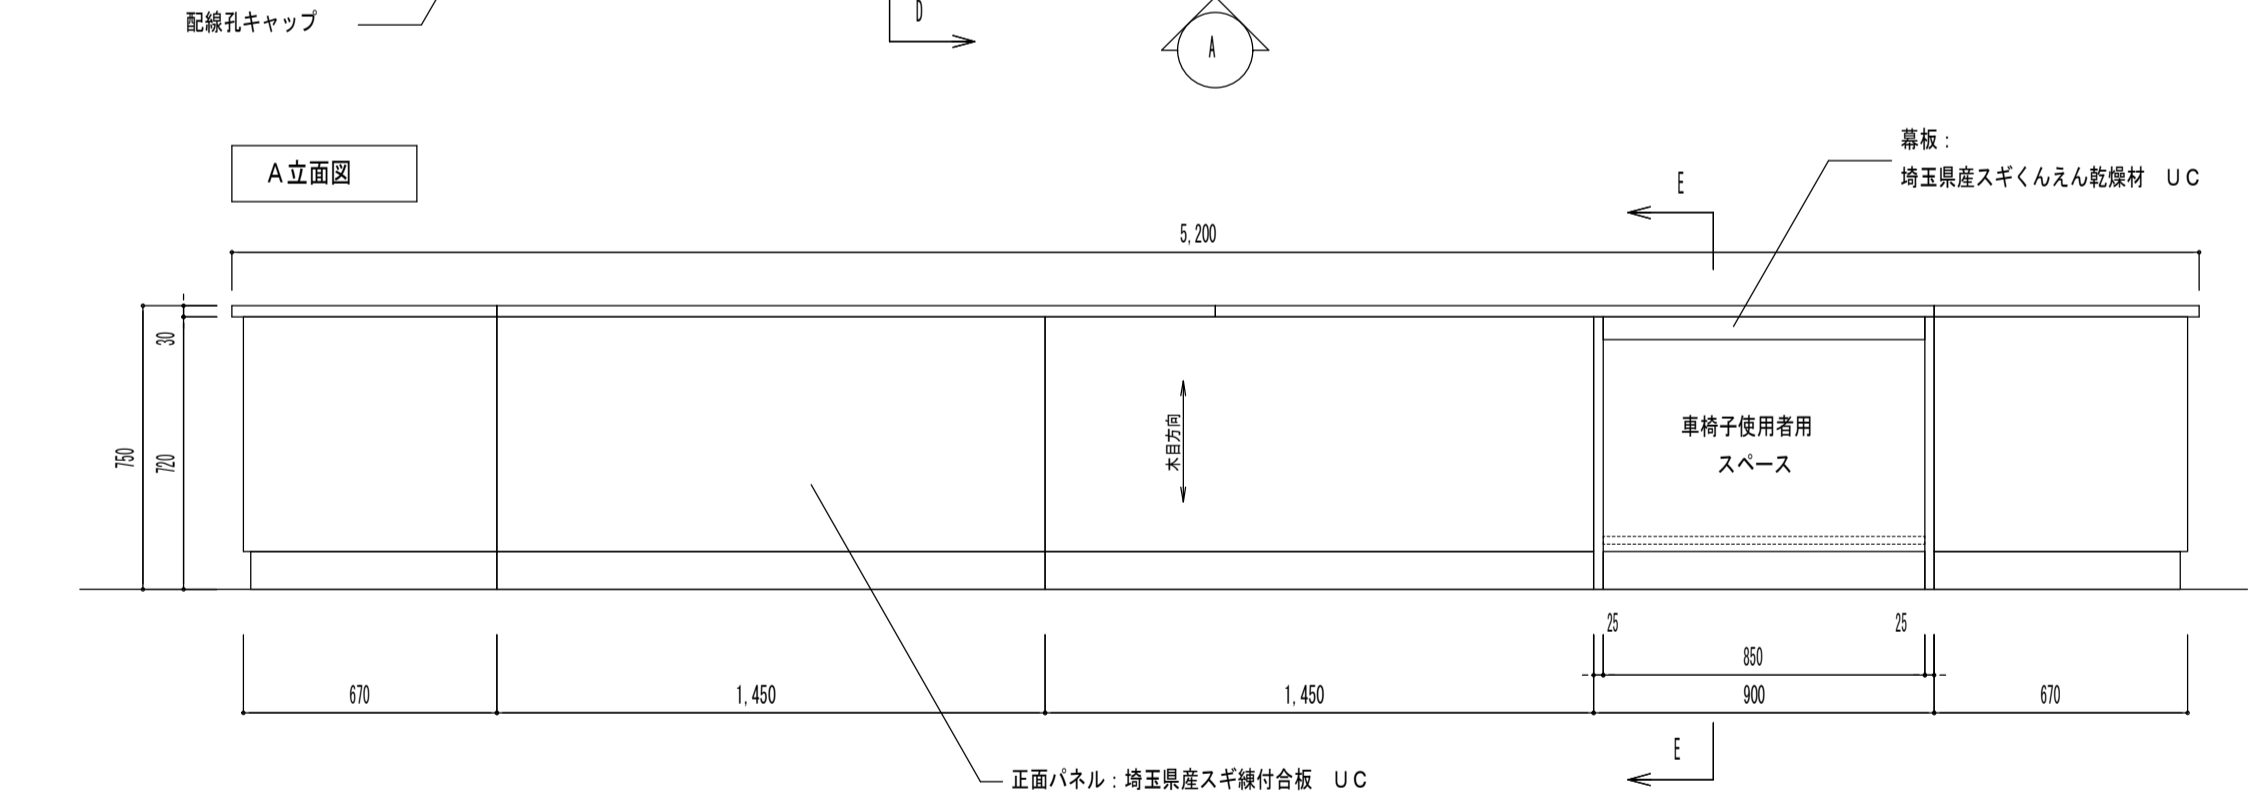 配線孔キャップ
D
A
A立面図
幕板：
埼玉県産スギくんえん乾燥材　ＵＣ
E
5,200
30
750
720
木目方向
車椅子使用者用
スペース
25
25
850
670
1,450
1,450
900
670
E
正面パネル：埼玉県産スギ練付合板　ＵＣ